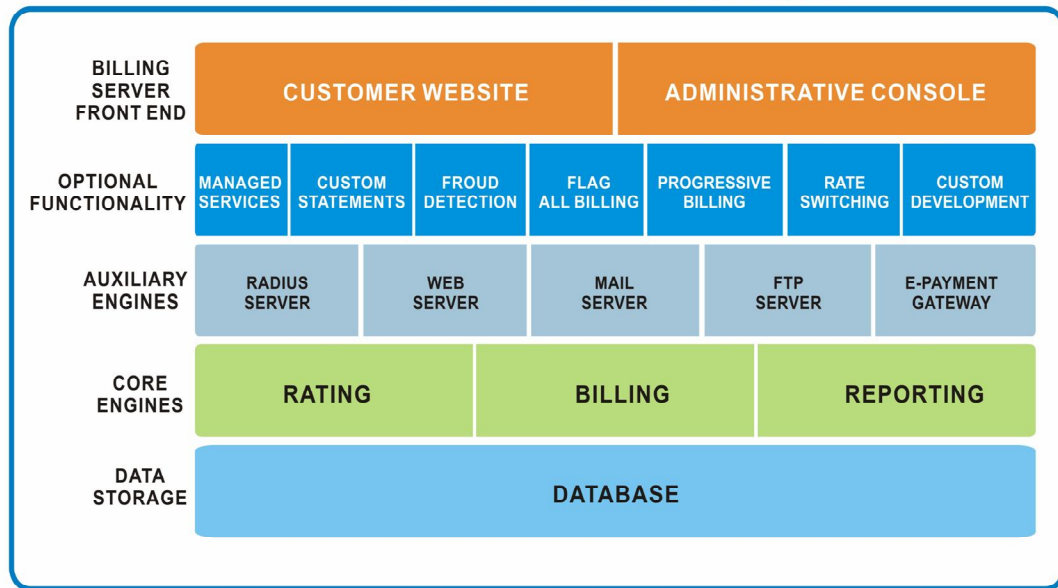 BILLING
SERVER
FRONT END
CUSTOMER WEBSITE
ADMINISTRATIVE CONSOLE
OPTIONAL
FUNCTIONALITY
MANAGED
SERVICES
CUSTOM
STATEMENTS
FROUD
DETECTION
FLAG
ALL BILLING
PROGRESSIVE
BILLING
RATE
SWITCHING
CUSTOM
DEVELOPMENT
AUXILIARY
ENGINES
RADIUS
SERVER
WEB
SERVER
MAIL
SERVER
FTP
SERVER
E-PAYMENT
GATEWAY
CORE
ENGINES
RATING
BILLING
REPORTING
DATA
STORAGE
DATABASE